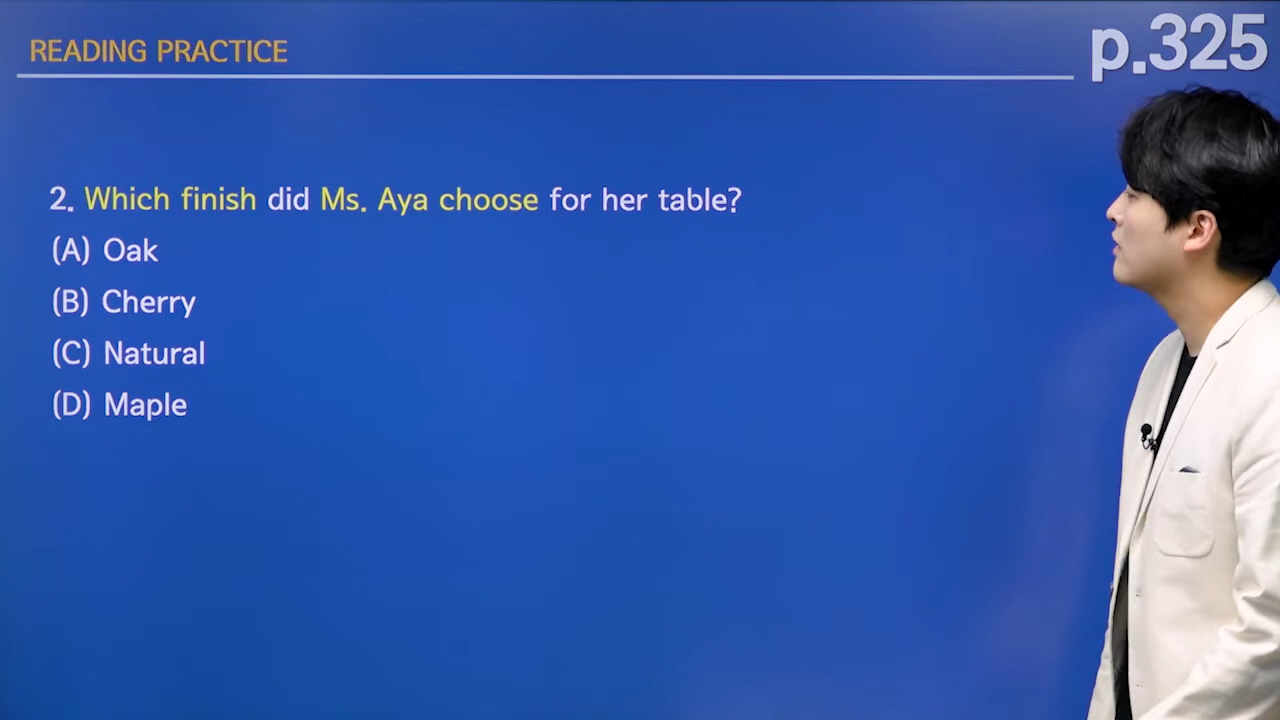 READING PRACTICE
p.325
2. Which finish did Ms. Aya choose for her table?
(A) Oak
(B) Cherry
(C) Natural
(D) Maple